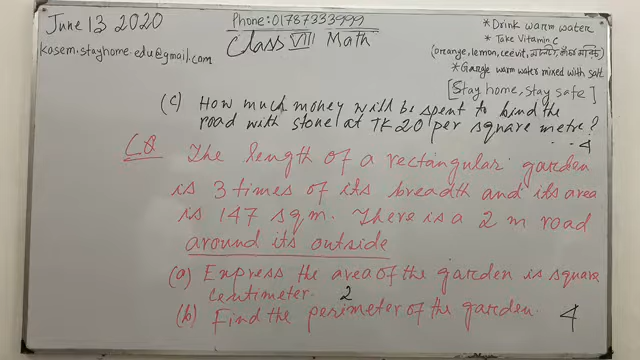 June 13 2020
Phone:01787333999
* Drink warm water
kosem.stayhome.edu@gmail.com
Class VIII Math
* Take Vitamin C
(orange, lemon, ceevit,
* Gargle warm water mixed with salt
[Stay home, stay safe]
(c) How much money will be spent to bind the
road with stone at TK 20 per square metre?
4
CQ The length of a rectangular garden
is 3 times of its breadth and its area
is 147 sqm. There is a 2 m road
around its outside
(a) Express the area of the garden is square
centimeter. 2
(b) Find the perimeter of the garden. 4